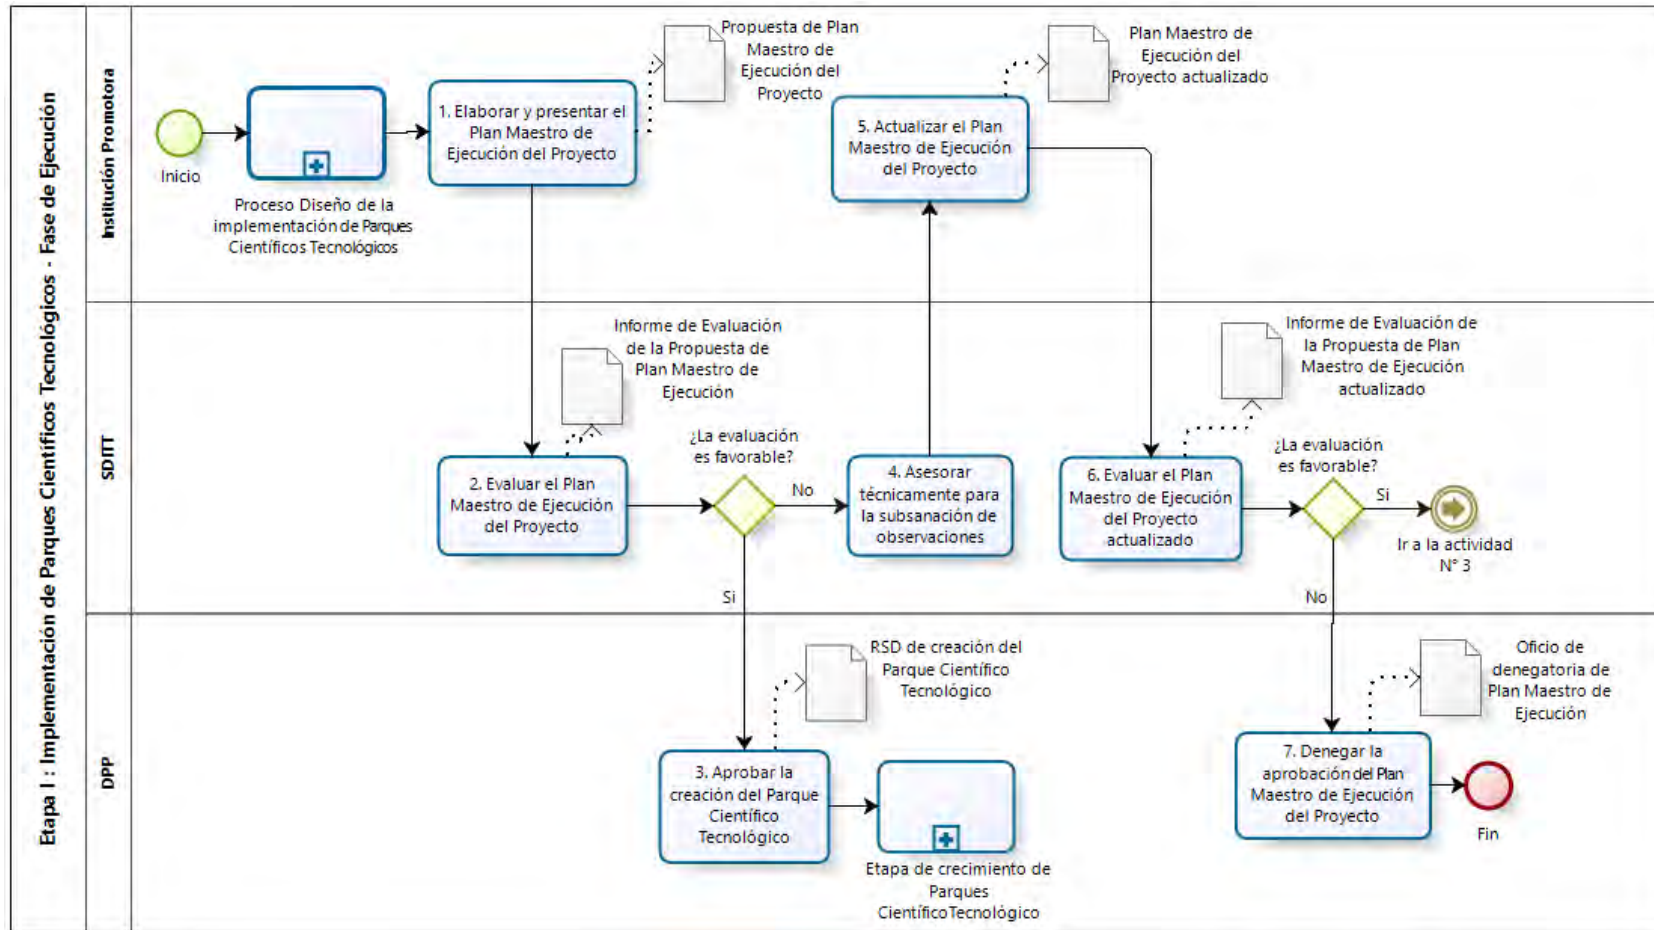 Etapa I : Implementación de Parques Científicos Tecnológicos - Fase de Ejecución
Institución Promotora
Inicio
Proceso Diseño de la
implementación de Parques
Científicos Tecnológicos
1. Elaborar y presentar el
Plan Maestro de
Ejecución del Proyecto
Propuesta de Plan
Maestro de
Ejecución del
Proyecto
5. Actualizar el Plan
Maestro de Ejecución
del Proyecto
Plan Maestro de
Ejecución del
Proyecto actualizado
SDITT
2. Evaluar el Plan
Maestro de Ejecución
del Proyecto
Informe de Evaluación
de la Propuesta de
Plan Maestro de
Ejecución
¿La evaluación
es favorable?
No
Si
4. Asesorar
técnicamente para
la subsanación de
observaciones
6. Evaluar el Plan
Maestro de Ejecución
del Proyecto
actualizado
Informe de Evaluación de
la Propuesta de Plan
Maestro de Ejecución
actualizado
¿La evaluación
es favorable?
Si
Ir a la actividad
N° 3
No
DPP
3. Aprobar la
creación del Parque
Científico
Tecnológico
RSD de creación del
Parque Científico
Tecnológico
Etapa de crecimiento de
Parques
CientíficoTecnológico
7. Denegar la
aprobación del Plan
Maestro de Ejecución
del Proyecto
Oficio de
denegatoria de
Plan Maestro de
Ejecución
Fin